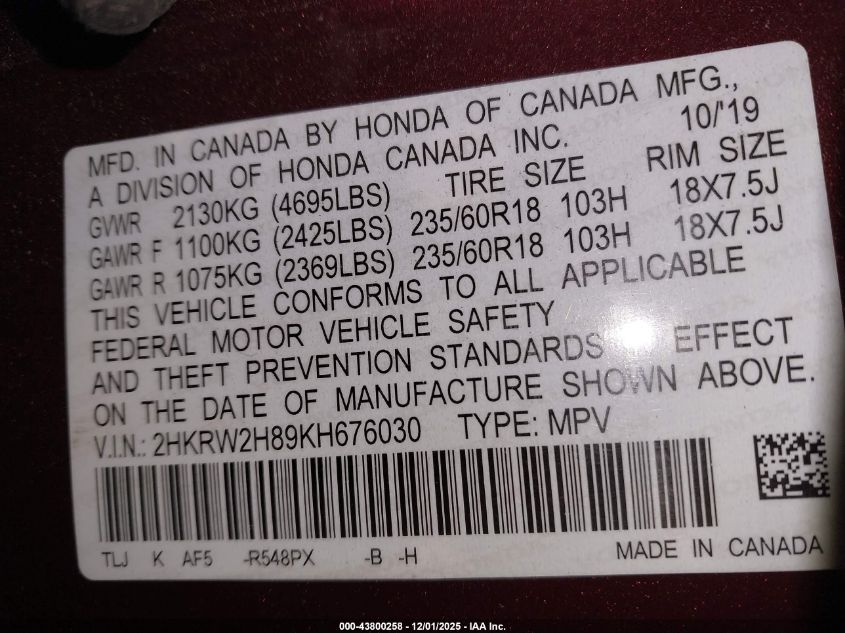 MFD. IN CANADA BY HONDA OF CANADA MFG.,
A DIVISION OF HONDA CANADA INC. 10/'19
GVWR 2130KG (4695LBS) TIRE SIZE RIM SIZE
GAWR F 1100KG (2425LBS) 235/60R18 103H 18X7.5J
GAWR R 1075KG (2369LBS) 235/60R18 103H 18X7.5J
THIS VEHICLE CONFORMS TO ALL APPLICABLE
FEDERAL MOTOR VEHICLE SAFETY
AND THEFT PREVENTION STANDARDS EFFECT
ON THE DATE OF MANUFACTURE SHOWN ABOVE.
V.I.N.: 2HKRW2H89KH676030 TYPE: MPV
TLJ K AF5 -R548PX -B -H
MADE IN CANADA
000-43800258 - 12/01/2025 - IAA Inc.